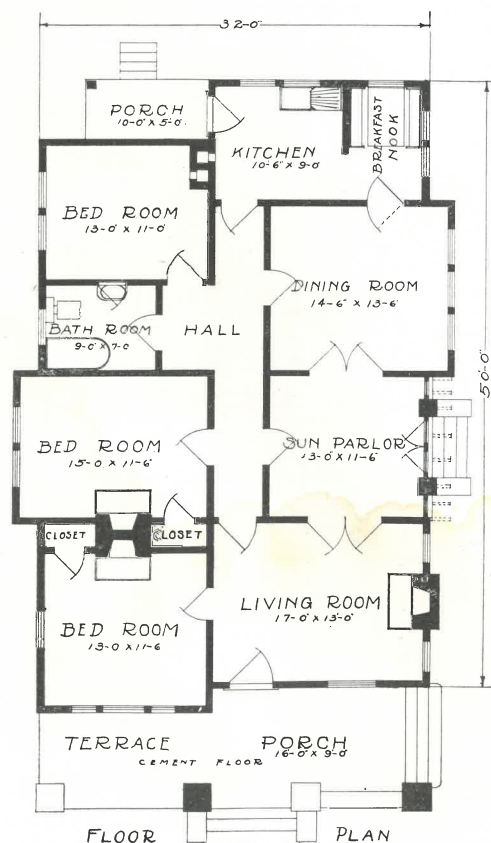 32-0"
PORCH
10-0" X 5-0"
KITCHEN
10-6" X 9-0
BREAKFAST
NOOK
BED ROOM
13-0" X 11-0"
DINING ROOM
14-6" X 13-6"
BATH ROOM
9-0" X 7-0
HALL
50-0"
BED ROOM
15-0 X 11-6"
SUN PARLOR
13-0" X 11-6"
CLOSET
CLOSET
LIVING ROOM
17-0" X 13-0"
BED ROOM
13-0 X 11-6
TERRACE
PORCH
16-0" X 9-0"
CEMENT FLOOR
FLOOR PLAN